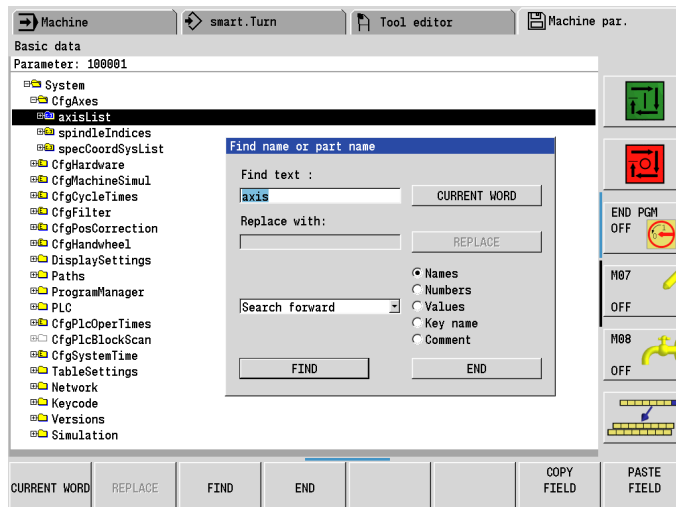 Machine
smart.Turn
Tool editor
Machine par.
Basic data
Parameter: 100001
System
CfgAxes
axisList
spindleIndices
specCoordSysList
CfgHardware
CfgMachineSimul
CfgCycleTimes
CfgFilter
CfgPosCorrection
CfgHandwheel
DisplaySettings
Paths
ProgramManager
PLC
CfgPlcOperTimes
CfgPlcBlockScan
CfgSystemTime
TableSettings
Network
Keycode
Versions
Simulation
Find name or part name
Find text :
axis
CURRENT WORD
Replace with:
REPLACE
Names
Numbers
Search forward
Values
Key name
Comment
FIND
END
END PGM
OFF
M07
OFF
M08
OFF
CURRENT WORD
REPLACE
FIND
END
COPY
FIELD
PASTE
FIELD